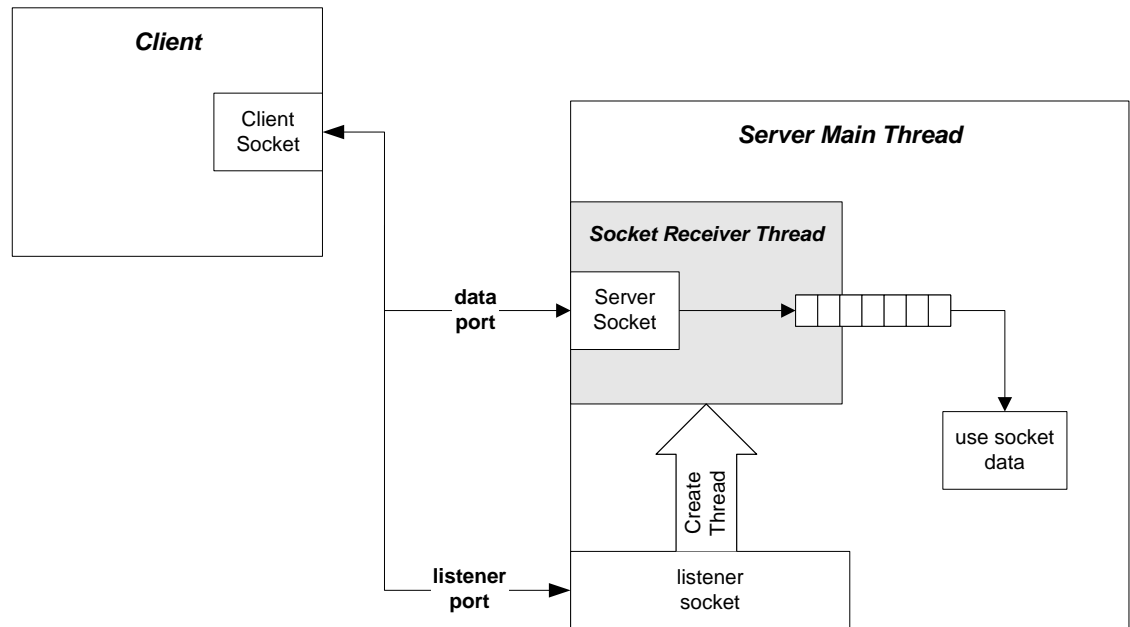 Client
Client
Socket
Server Main Thread
Socket Receiver Thread
data
port
Server
Socket
use socket
data
Create
Thread
listener
port
listener
socket